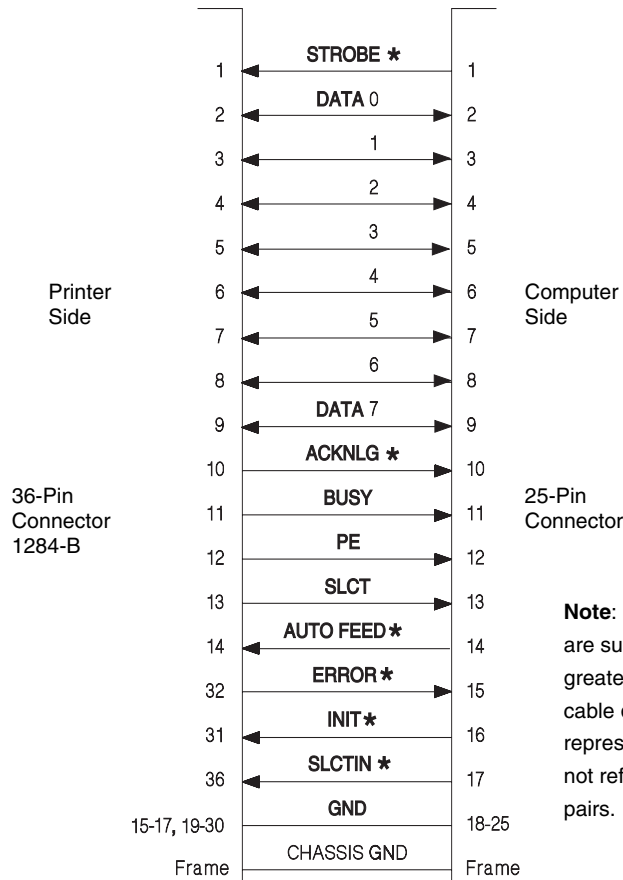 STROBE *
1 1
DATA 0
2 2
1
3 3
2
4 4
3
5 5
4
6 6
Printer
Side
Computer
Side
5
7 7
6
8 8
DATA 7
9 9
ACKNLG *
10 10
36-Pin
Connector
1284-B
25-Pin
Connector
BUSY
11 11
PE
12 12
SLCT
13 13
AUTO FEED *
14 14
ERROR *
32 15
INIT *
31 16
SLCTIN *
36 17
GND
15-17, 19-30 18-25
CHASSIS GND
Frame Frame
Note:
are su
greate
cable
repres
not ref
pairs.